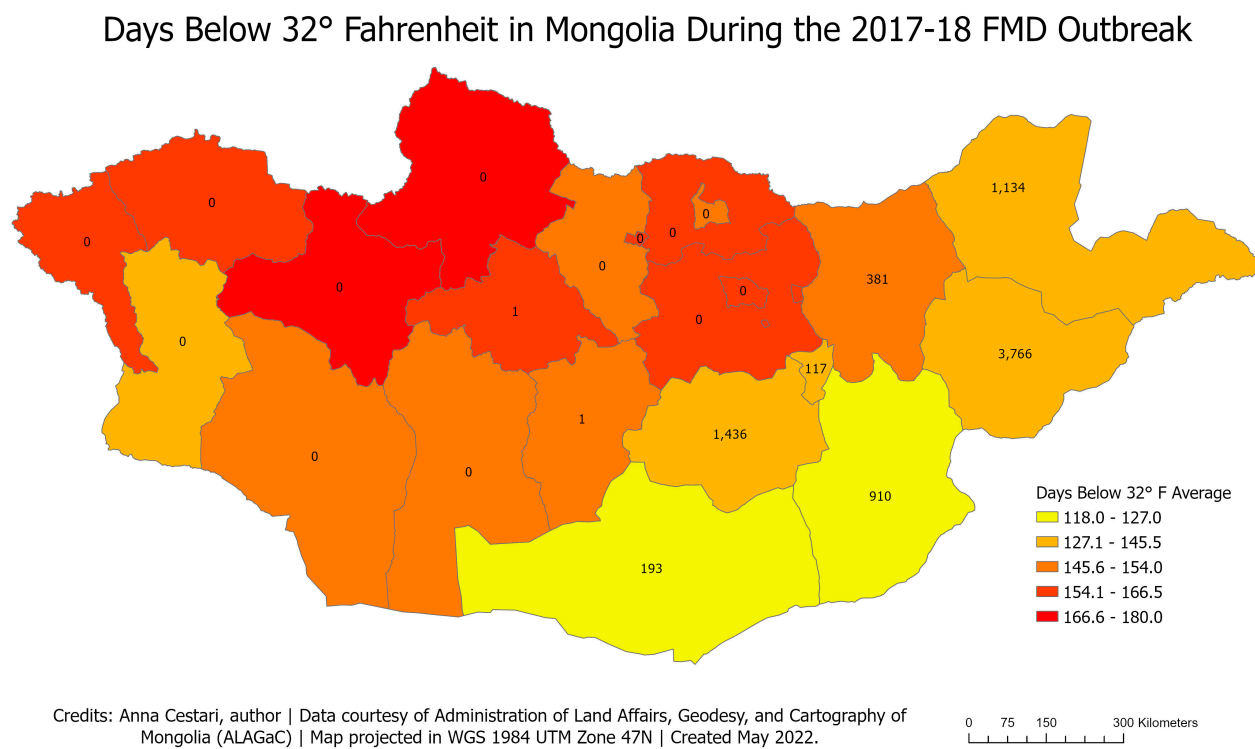 Days Below 32° Fahrenheit in Mongolia During the 2017-18 FMD Outbreak
1,134
0
0
0
0
0
0
0
0
381
0
1
0
0
3,766
0
117
1
1,436
0
0
910
193
Days Below 32° F Average
118.0 - 127.0
127.1 - 145.5
145.6 - 154.0
154.1 - 166.5
166.6 - 180.0
Credits: Anna Cestari, author | Data courtesy of Administration of Land Affairs, Geodesy, and Cartography of
Mongolia (ALAGaC) | Map projected in WGS 1984 UTM Zone 47N | Created May 2022.
0 75 150 300 Kilometers